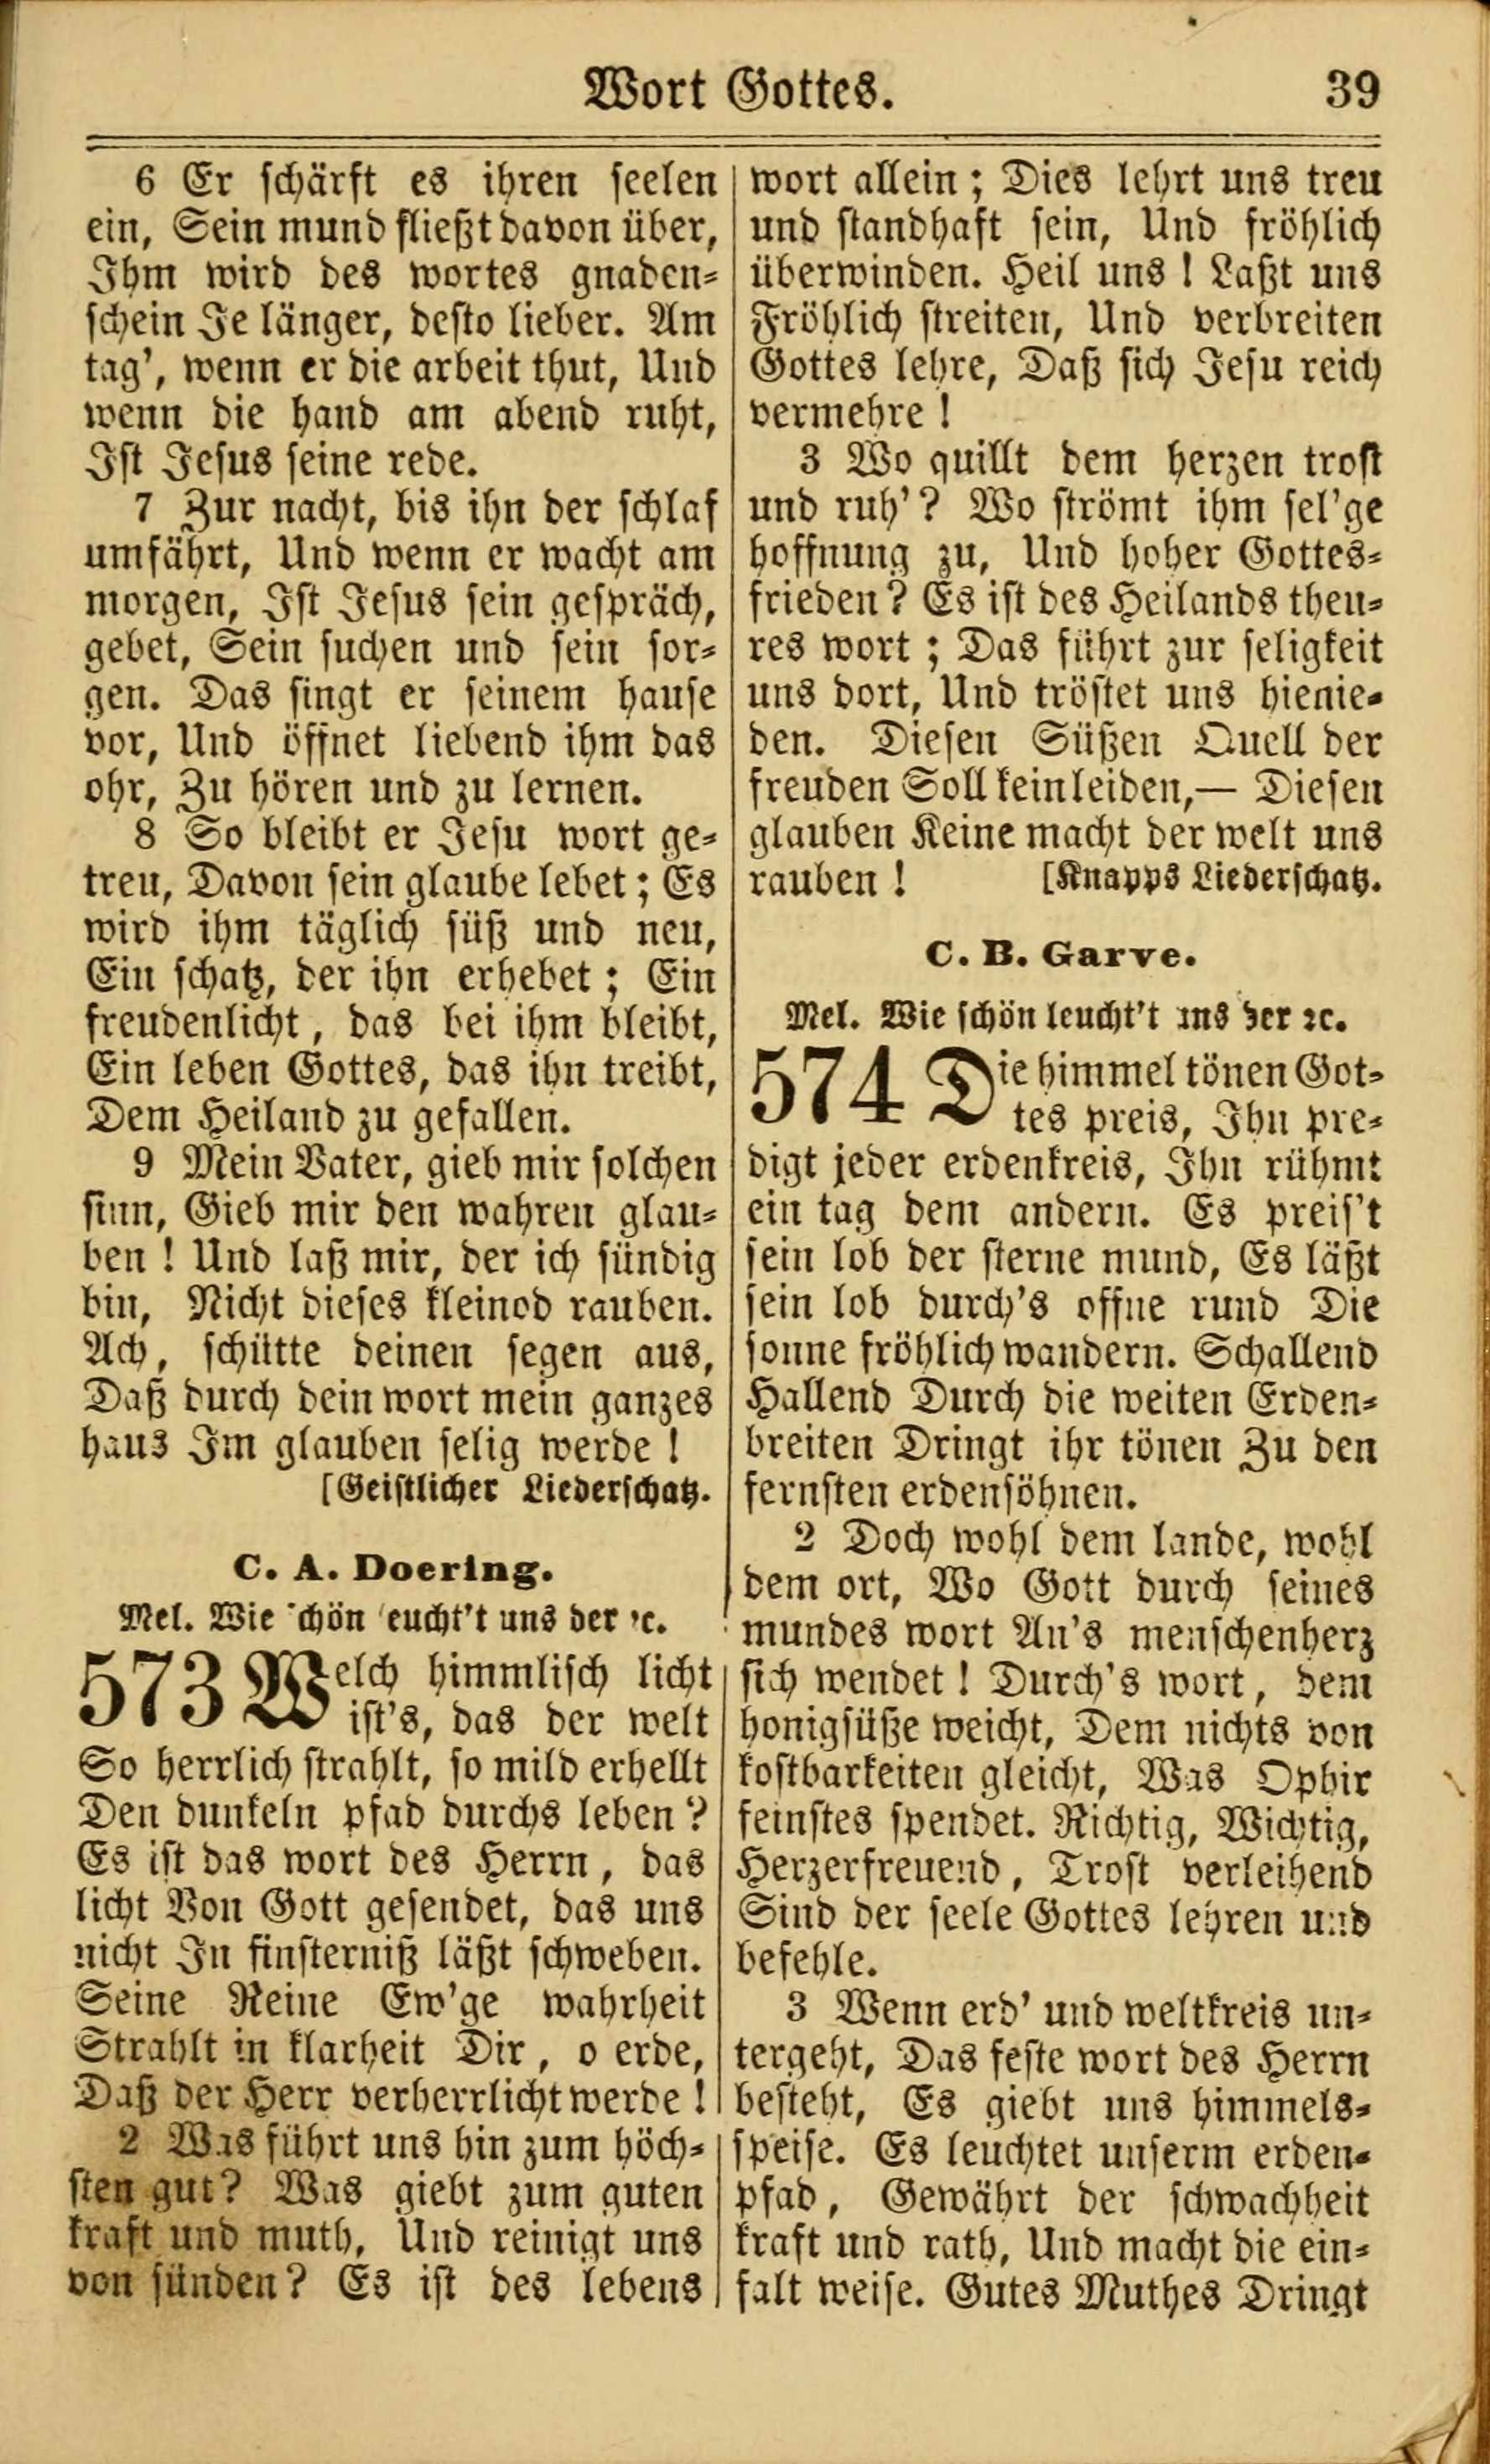 Wort Gottes.
39
6 Er schärft es ihren seelen
ein, Sein mund fließt davon über,
Ihm wird des wortes gnaden-
schein Je länger, desto lieber. Am
tag', wenn er die arbeit thut, Und
wenn die hand am abend ruht,
Ist Jesus seine rede.
7 Zur nacht, bis ihn der schlaf
umfährt, Und wenn er wacht am
morgen, Ist Jesus sein gespräch,
gebet, Sein suchen und sein sor-
gen. Das singt er seinem hause
vor, Und öffnet liebend ihm das
ohr, Zu hören und zu lernen.
8 So bleibt er Jesu wort ge-
treu, Davon sein glaube lebet; Es
wird ihm täglich süß und neu,
Ein schatz, der ihn erhebet; Ein
freudenlicht, das bei ihm bleibt,
Ein leben Gottes, das ihn treibt,
Dem Heiland zu gefallen.
9 Mein Vater, gieb mir solchen
sinn, Gieb mir den wahren glau-
ben! Und laß mir, der ich sündig
bin, Nicht dieses kleinod rauben.
Ach, schütte deinen segen aus,
Daß durch dein wort mein ganzes
haus Im glauben selig werde!
[Geistlicher Liederschatz.
C. A. Doering.
Mel. Wie schön leucht't uns der ꝛc.
573 Welch himmlisch licht
ist's, das der welt
So herrlich strahlt, so mild erhellt
Den dunkeln pfad durchs leben?
Es ist das wort des Herrn, das
licht Von Gott gesendet, das uns
nicht In finsterniß läßt schweben.
Seine Reine Ew'ge wahrheit
Strahlt in klarheit Dir, o erde,
Daß der Herr verherrlicht werde!
2 Was führt uns hin zum höch-
sten gut? Was giebt zum guten
kraft und muth, Und reinigt uns
von sünden? Es ist des lebens
wort allein; Dies lehrt uns treu
und standhaft sein, Und fröhlich
überwinden. Heil uns! Laßt uns
Fröhlich streiten, Und verbreiten
Gottes lehre, Daß sich Jesu reich
vermehre!
3 Wo quillt dem herzen trost
und ruh'? Wo strömt ihm sel'ge
hoffnung zu, Und hoher Gottes-
frieden? Es ist des Heilands theu-
res wort; Das führt zur seligkeit
uns dort, Und tröstet uns hienie-
den. Diesen Süßen Quell der
freuden Soll kein leiden,— Diesen
glauben Keine macht der welt uns
rauben! [Knapps Liederschatz.
C. B. Garve.
Mel. Wie schön leucht't uns der ꝛc.
574 Die himmel tönen Got-
tes preis, Ihn pre-
digt jeder erdenkreis, Ihn rühmt
ein tag dem andern. Es preis't
sein lob der sterne mund, Es läßt
sein lob durch's offne rund Die
sonne fröhlich wandern. Schallend
Hallend Durch die weiten Erden-
breiten Dringt ihr tönen Zu den
fernsten erdensöhnen.
2 Doch wohl dem lande, wohl
dem ort, Wo Gott durch seines
mundes wort An's menschenherz
sich wendet! Durch's wort, dem
honigsüße weicht, Dem nichts von
kostbarkeiten gleicht, Was Ophir
feinstes spendet. Richtig, Wichtig,
Herzerfreuend, Trost verleihend
Sind der seele Gottes lehren und
befehle.
3 Wenn erd' und weltkreis un-
tergeht, Das feste wort des Herrn
besteht, Es giebt uns himmels-
speise. Es leuchtet unserm erden-
pfad, Gewährt der schwachheit
kraft und rath, Und macht die ein-
falt weise. Gutes Muthes Dringt